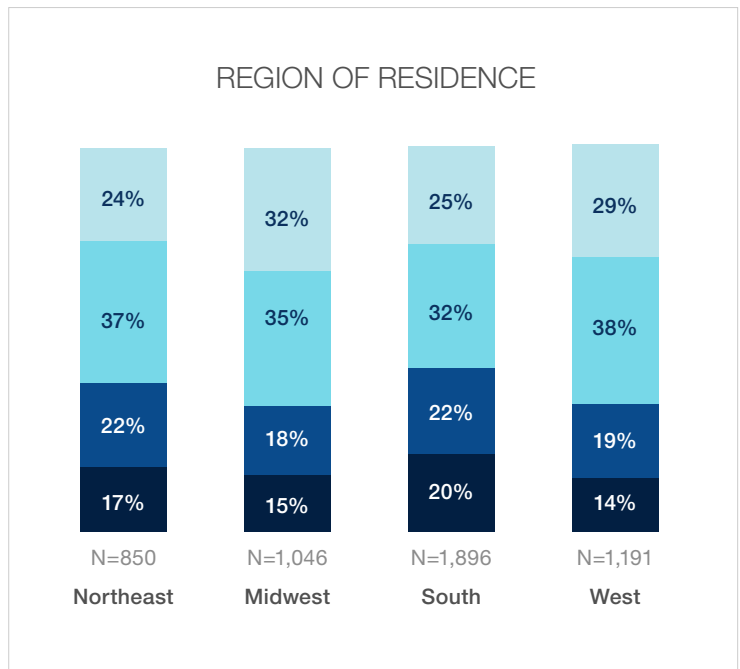 REGION OF RESIDENCE
24% 32% 25% 29%
37% 35% 32% 38%
22% 18% 22% 19%
17% 15% 20% 14%
N=850 N=1,046 N=1,896 N=1,191
Northeast Midwest South West